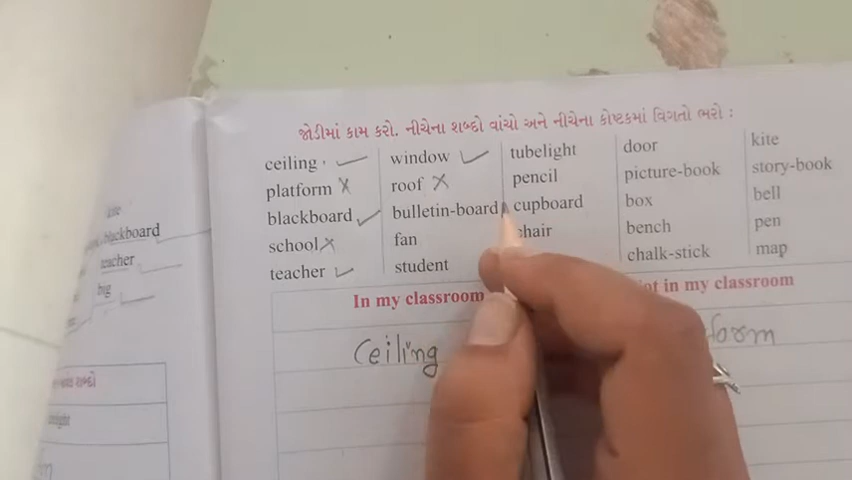 જોડીમાં કામ કરો. નીચેના શબ્દો વાંચો અને નીચેના કોષ્ટકમાં વિગતો ભરો :
ceiling window tubelight door kite
platform roof pencil picture-book story-book
blackboard bulletin-board cupboard box bell
school fan chair bench pen
teacher student chalk-stick map
In my classroom in my classroom
Ceiling
blackboard
teacher
big